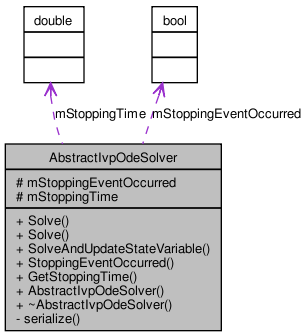 double bool
mStoppingTime mStoppingEventOccurred
AbstractIvpOdeSolver
# mStoppingEventOccurred
# mStoppingTime
+ Solve()
+ Solve()
+ SolveAndUpdateStateVariable()
+ StoppingEventOccurred()
+ GetStoppingTime()
+ AbstractIvpOdeSolver()
+ ~AbstractIvpOdeSolver()
- serialize()